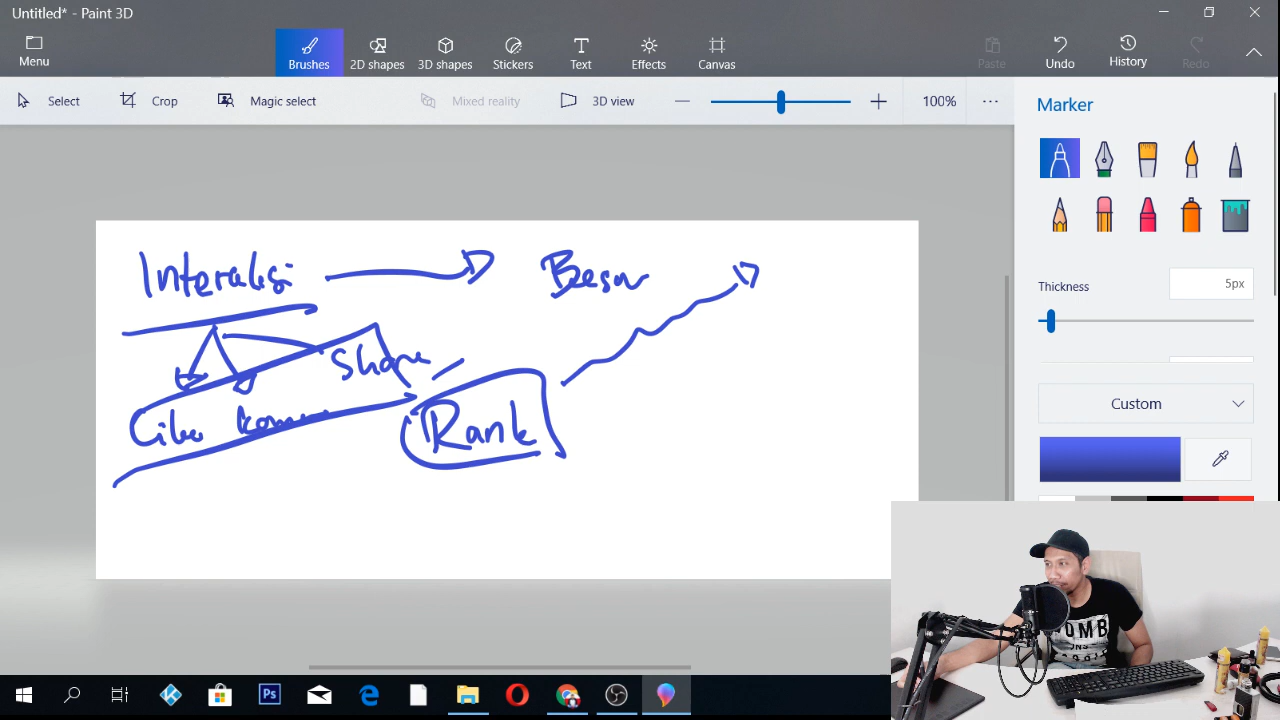 Untitled* - Paint 3D
Menu
Brushes
2D shapes
3D shapes
Stickers
Text
Effects
Canvas
Paste
Undo
History
Redo
Select
Crop
Magic select
Mixed reality
3D view
100%
Marker
Thickness
5px
Custom
Interaksi
Besar
Share
Rank
Ps